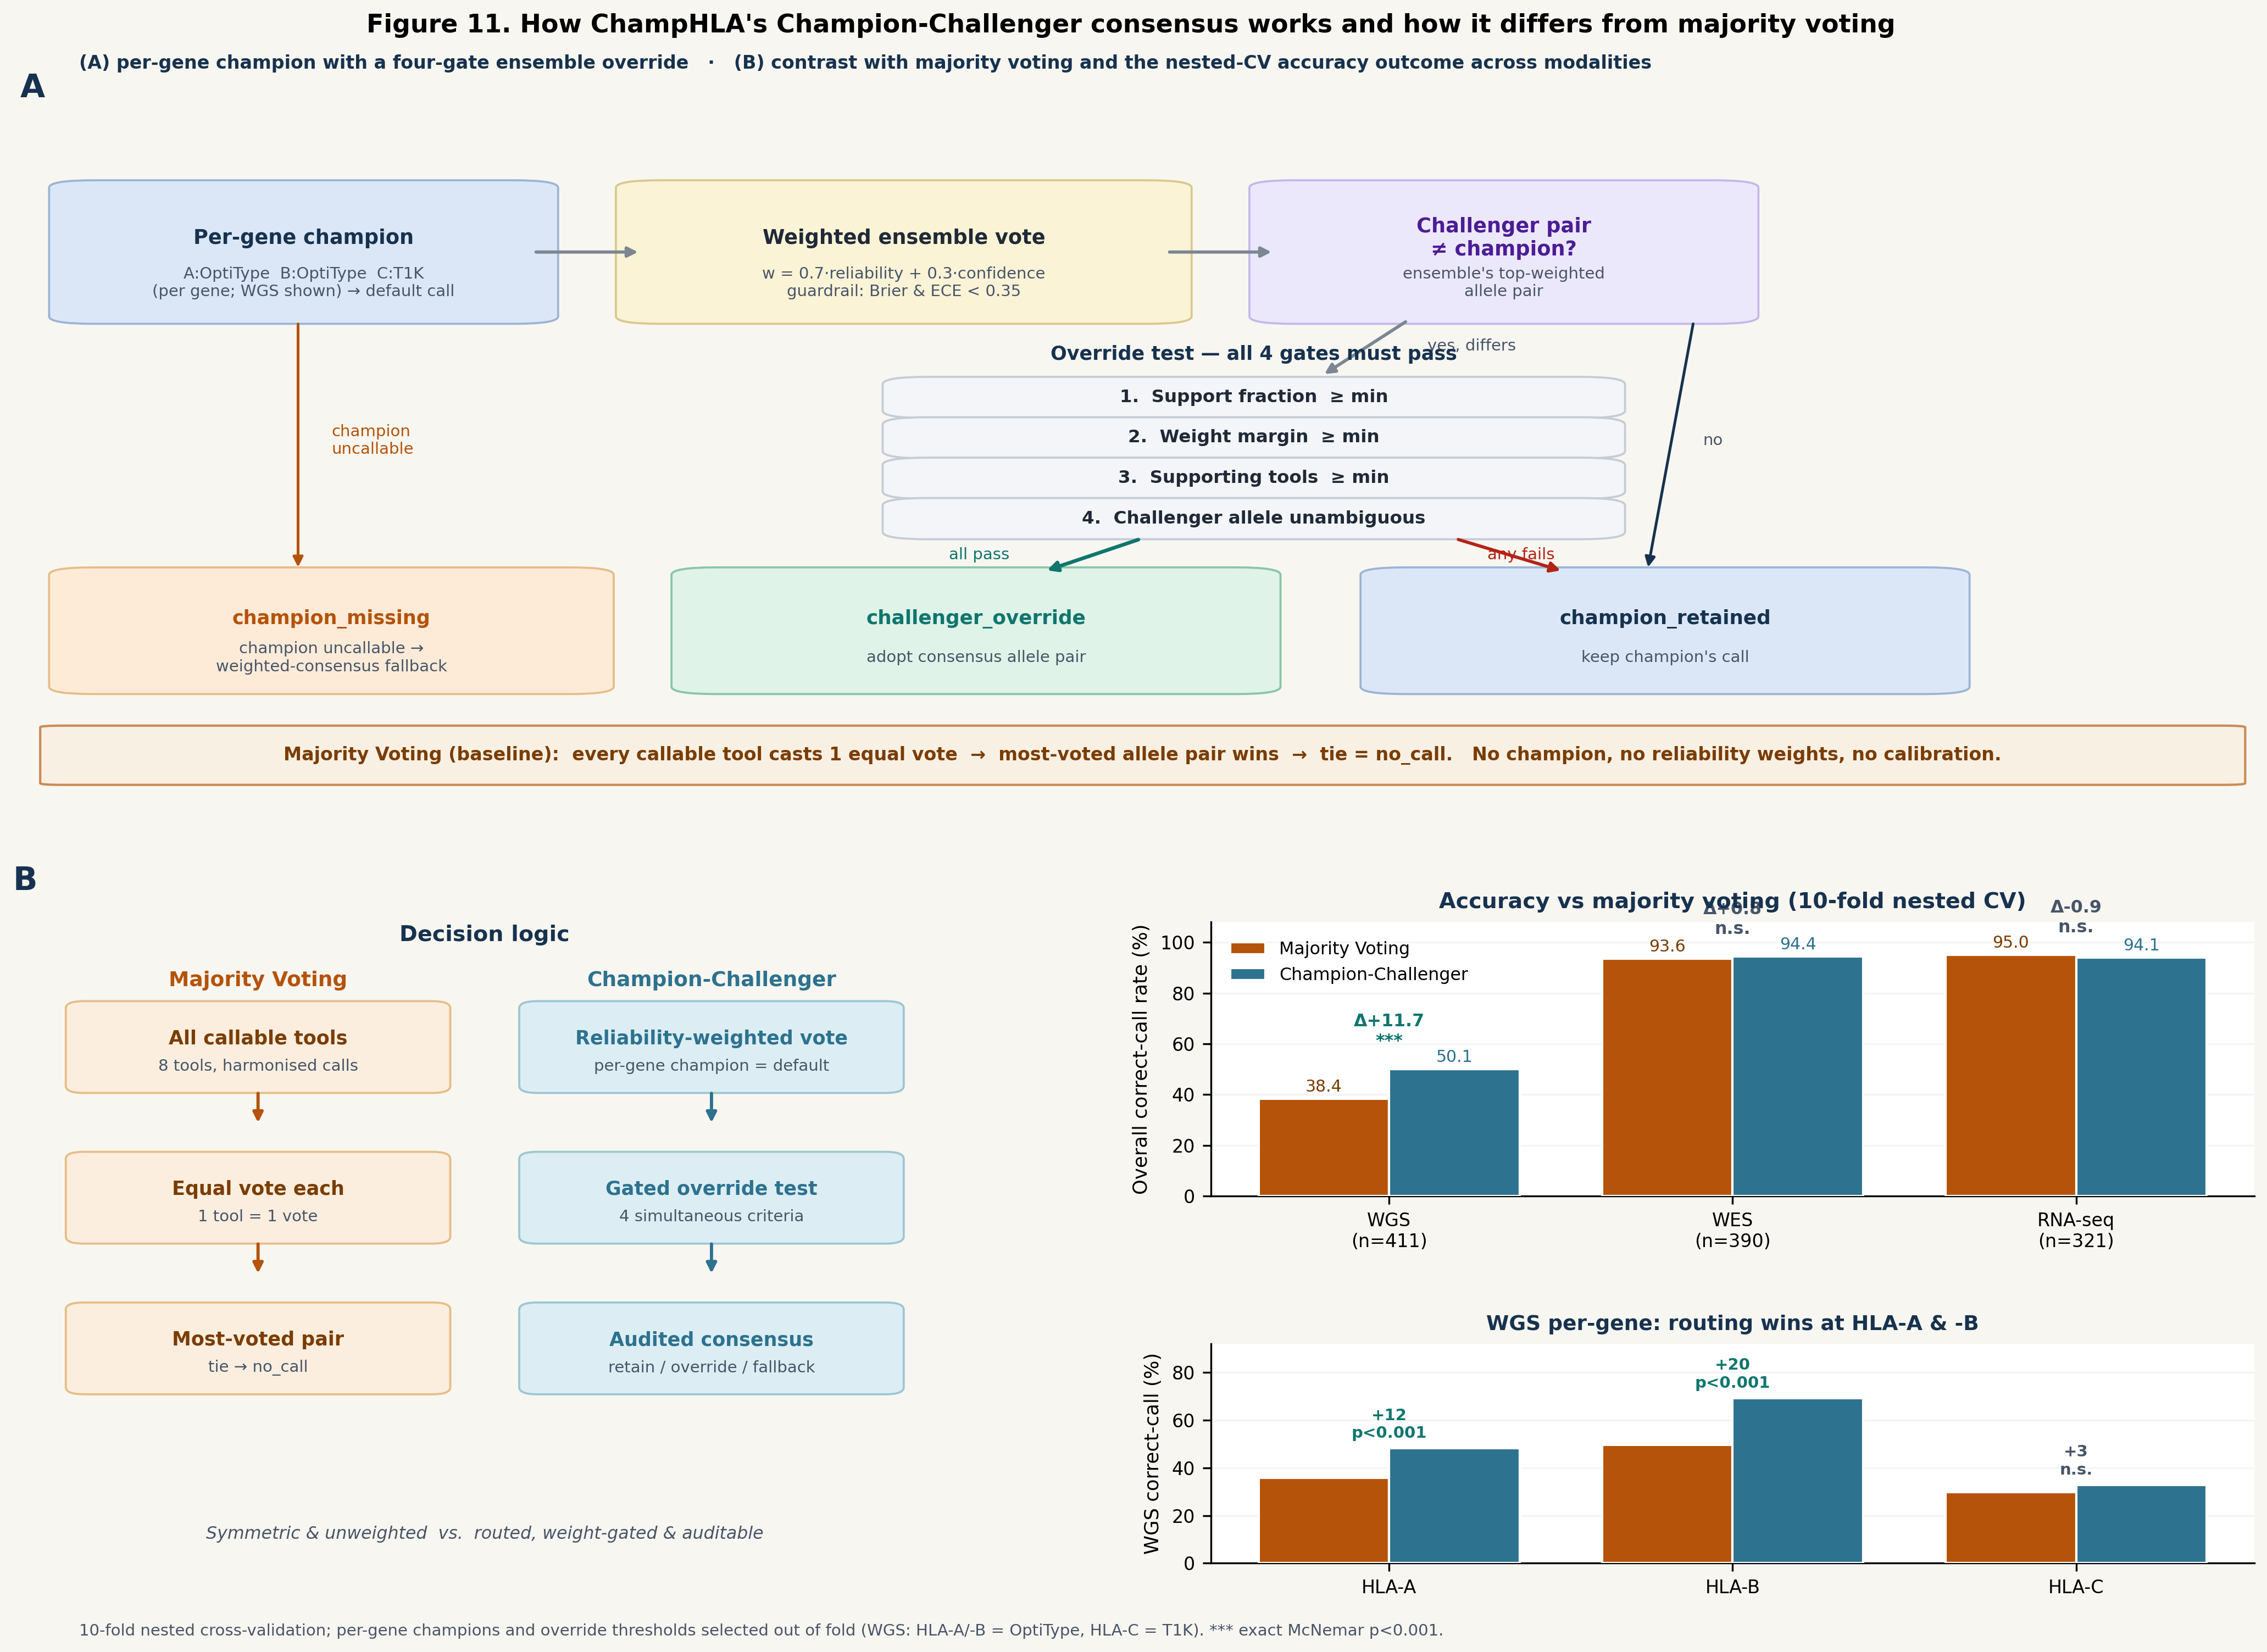 Figure 11. How ChampHLA's Champion-Challenger consensus works and how it differs from majority voting
(A) per-gene champion with a four-gate ensemble override · (B) contrast with majority voting and the nested-CV accuracy outcome across modalities
A
Per-gene champion
A:OptiType B:OptiType C:T1K
(per gene; WGS shown) → default call
Weighted ensemble vote
w = 0.7·reliability + 0.3·confidence
guardrail: Brier & ECE < 0.35
Challenger pair
≠ champion?
ensemble's top-weighted
allele pair
yes, differs
Override test — all 4 gates must pass
1. Support fraction ≥ min
2. Weight margin ≥ min
3. Supporting tools ≥ min
4. Challenger allele unambiguous
champion
uncallable
no
all pass
any fails
champion_missing
champion uncallable →
weighted-consensus fallback
challenger_override
adopt consensus allele pair
champion_retained
keep champion's call
Majority Voting (baseline): every callable tool casts 1 equal vote → most-voted allele pair wins → tie = no_call. No champion, no reliability weights, no calibration.
B
Decision logic
Majority Voting
All callable tools
8 tools, harmonised calls
Equal vote each
1 tool = 1 vote
Most-voted pair
tie → no_call
Champion-Challenger
Reliability-weighted vote
per-gene champion = default
Gated override test
4 simultaneous criteria
Audited consensus
retain / override / fallback
Symmetric & unweighted vs. routed, weight-gated & auditable
Accuracy vs majority voting (10-fold nested CV)
Overall correct-call rate (%)
100
80
60
40
20
0
Majority Voting
Champion-Challenger
Δ+11.7
***
38.4
50.1
Δ+0.8
n.s.
93.6
94.4
Δ-0.9
n.s.
95.0
94.1
WGS
(n=411)
WES
(n=390)
RNA-seq
(n=321)
WGS per-gene: routing wins at HLA-A & -B
WGS correct-call (%)
80
60
40
20
0
+12
p<0.001
+20
p<0.001
+3
n.s.
HLA-A
HLA-B
HLA-C
10-fold nested cross-validation; per-gene champions and override thresholds selected out of fold (WGS: HLA-A/-B = OptiType, HLA-C = T1K). *** exact McNemar p<0.001.